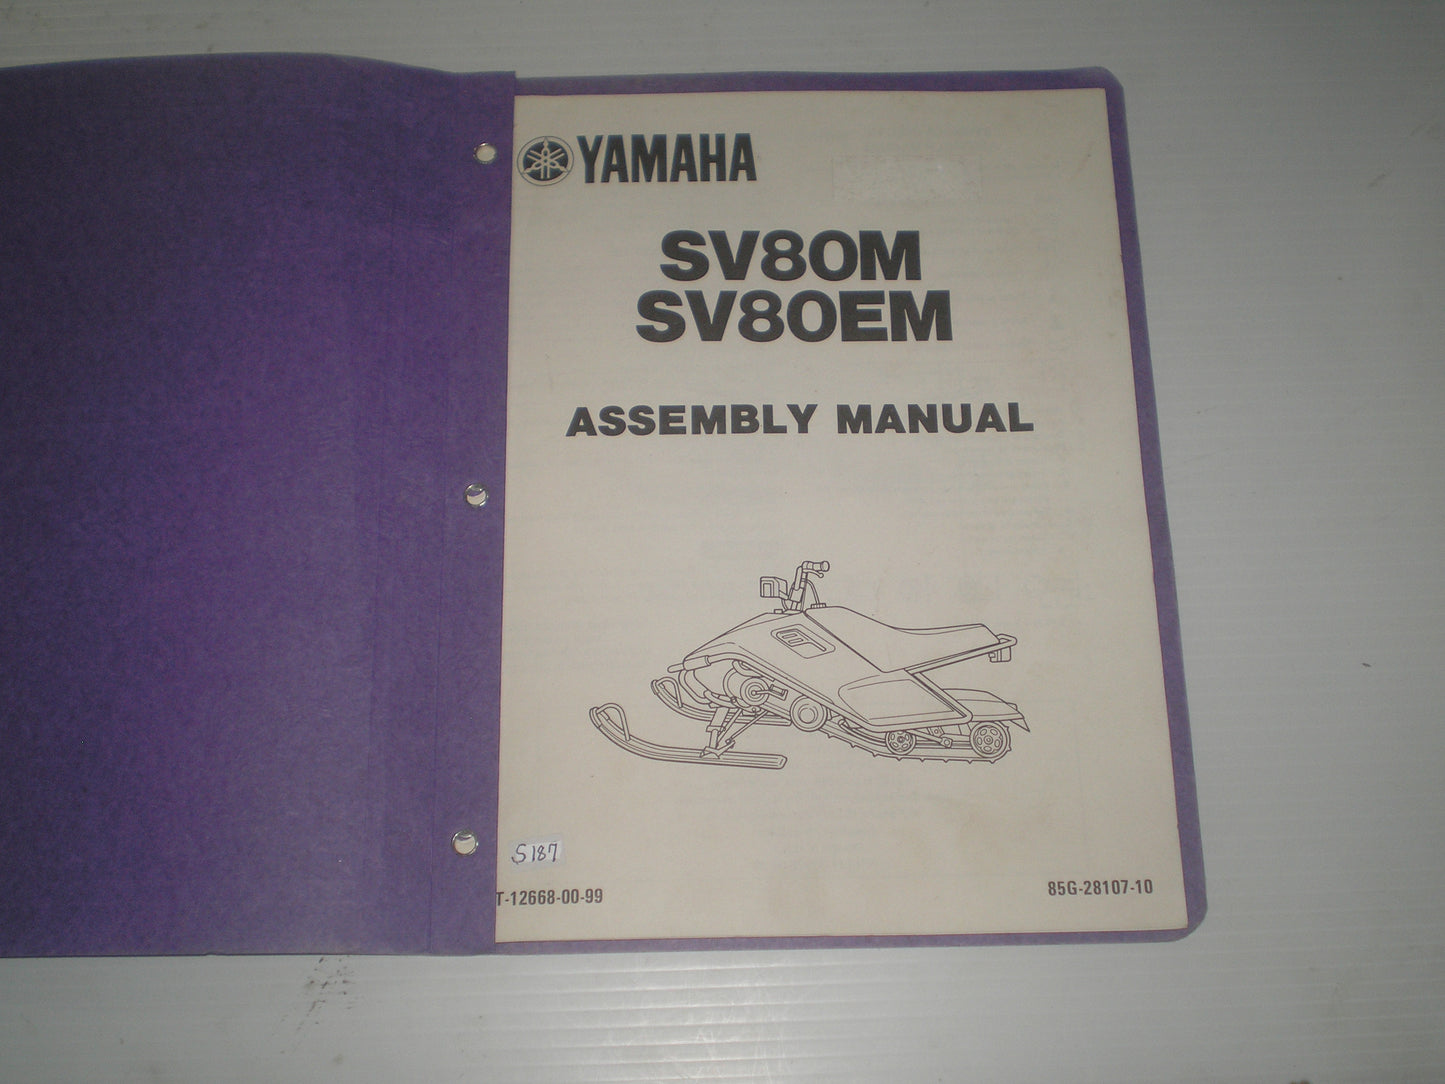 YAMAHA
SV80M
SV80EM
ASSEMBLY MANUAL
S187
T-12668-00-99
85G-28107-10